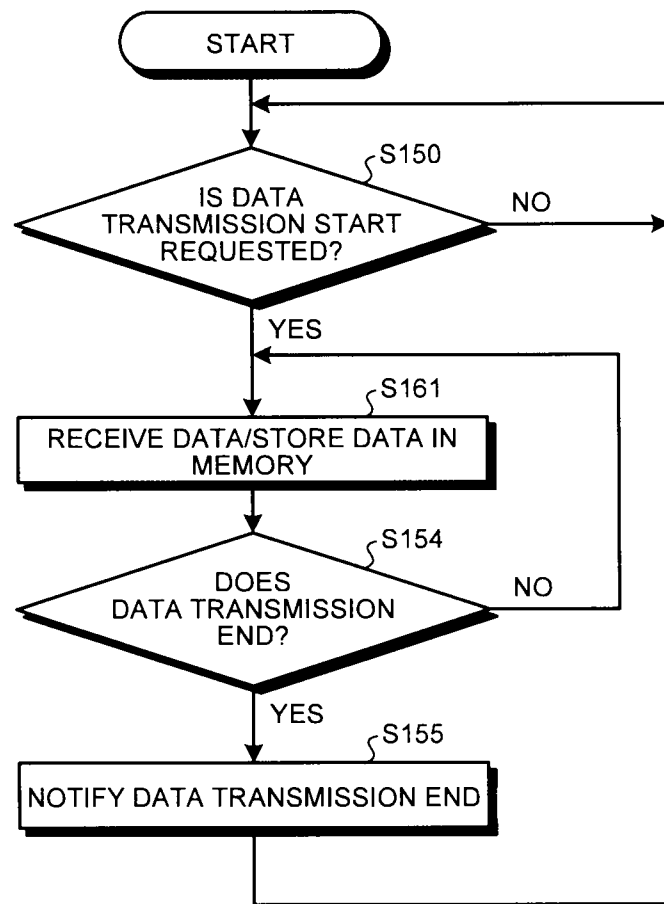 START
S150
IS DATA
TRANSMISSION START
REQUESTED?
NO
YES
S161
RECEIVE DATA/STORE DATA IN
MEMORY
S154
DOES
DATA TRANSMISSION
END?
NO
YES
S155
NOTIFY DATA TRANSMISSION END